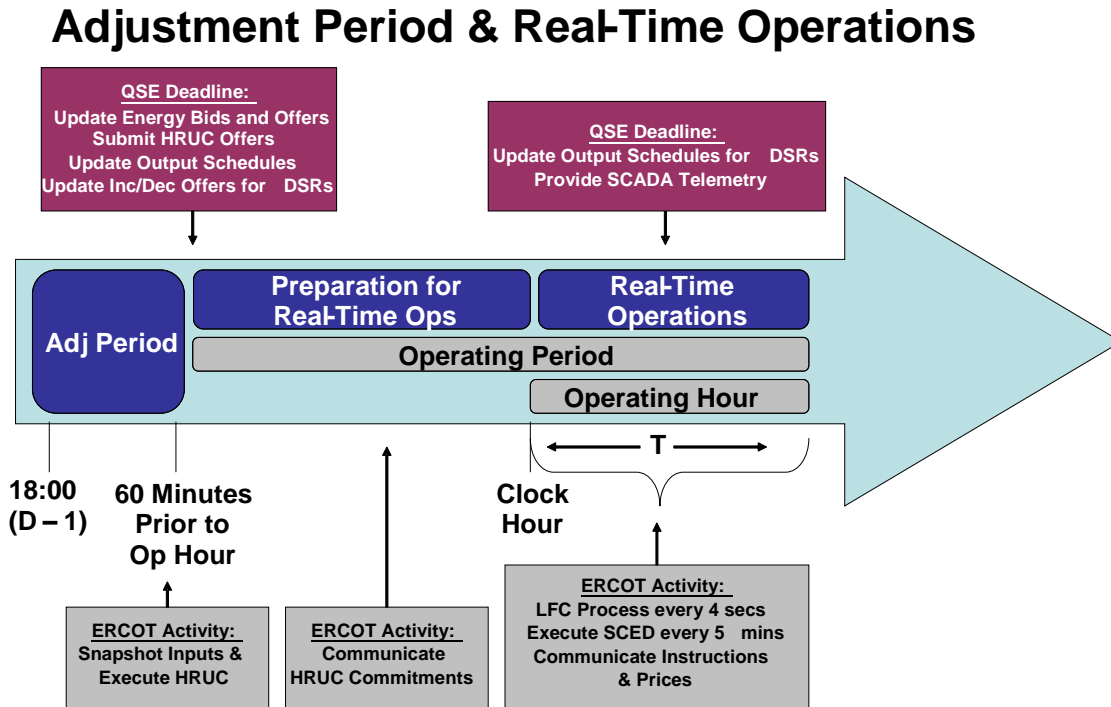 Adjustment Period & Real-Time Operations
QSE Deadline:
Update Energy Bids and Offers
Submit HRUC Offers
Update Output Schedules
Update Inc/Dec Offers for DSRs
QSE Deadline:
Update Output Schedules for DSRs
Provide SCADA Telemetry
Adj Period
Preparation for
Real-Time Ops
Real-Time
Operations
Operating Period
Operating Hour
T
18:00
(D – 1)
60 Minutes
Prior to
Op Hour
Clock
Hour
ERCOT Activity:
Snapshot Inputs &
Execute HRUC
ERCOT Activity:
Communicate
HRUC Commitments
ERCOT Activity:
LFC Process every 4 secs
Execute SCED every 5 mins
Communicate Instructions
& Prices